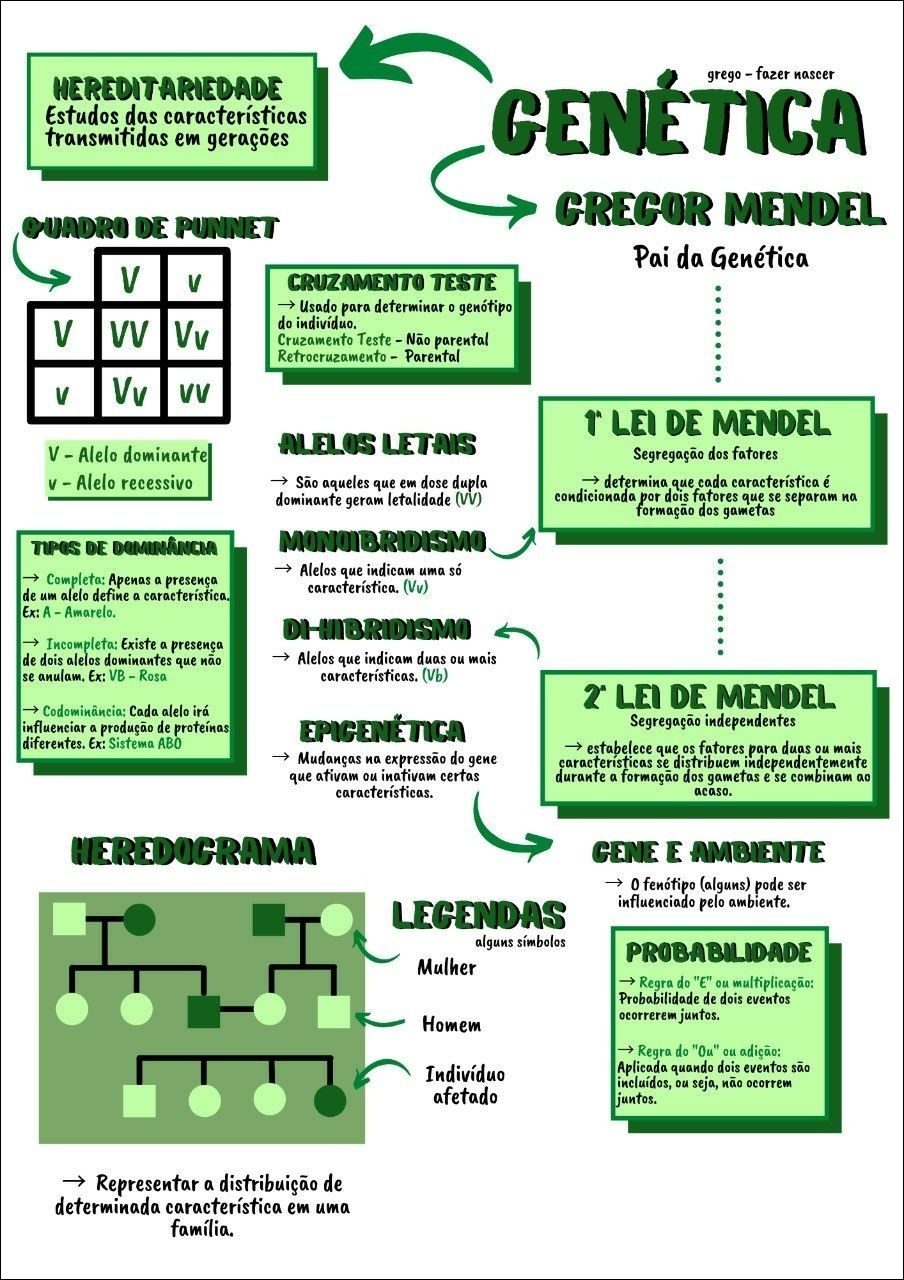 grego - fazer nascer
GENÉTICA
HEREDITARIEDADE
Estudos das características
transmitidas em gerações
GREGOR MENDEL
Pai da Genética
QUADRO DE PUNNET
V v
V VV Vv
v Vv vv
V - Alelo dominante
v - Alelo recessivo
CRUZAMENTO TESTE
→ Usado para determinar o genótipo
do indivíduo.
Cruzamento Teste - Não parental
Retrocruzamento - Parental
1ª LEI DE MENDEL
Segregação dos fatores
→ determina que cada característica é
condicionada por dois fatores que se separam na
formação dos gametas
ALELOS LETAIS
→ São aqueles que em dose dupla
dominante geram letalidade (VV)
MONOIBRIDISMO
→ Alelos que indicam uma só
característica. (Vv)
DI-HIBRIDISMO
→ Alelos que indicam duas ou mais
características. (Vb)
TIPOS DE DOMINÂNCIA
→ Completa: Apenas a presença
de um alelo define a característica.
Ex: A - Amarelo.
→ Incompleta: Existe a presença
de dois alelos dominantes que não
se anulam. Ex: VB - Rosa
→ Codominância: Cada alelo irá
influenciar a produção de proteínas
diferentes. Ex: Sistema ABO
2ª LEI DE MENDEL
Segregação independentes
→ estabelece que os fatores para duas ou mais
características se distribuem independentemente
durante a formação dos gametas e se combinam ao
acaso.
EPIGENÉTICA
→ Mudanças na expressão do gene
que ativam ou inativam certas
características.
GENE E AMBIENTE
→ O fenótipo (alguns) pode ser
influenciado pelo ambiente.
HEREDOGRAMA
LEGENDAS
alguns símbolos
Mulher
Homem
Indivíduo
afetado
→ Representar a distribuição de
determinada característica em uma
família.
PROBABILIDADE
→ Regra do "E" ou multiplicação:
Probabilidade de dois eventos
ocorrerem juntos.
→ Regra do "Ou" ou adição:
Aplicada quando dois eventos são
incluídos, ou seja, não ocorrem
juntos.